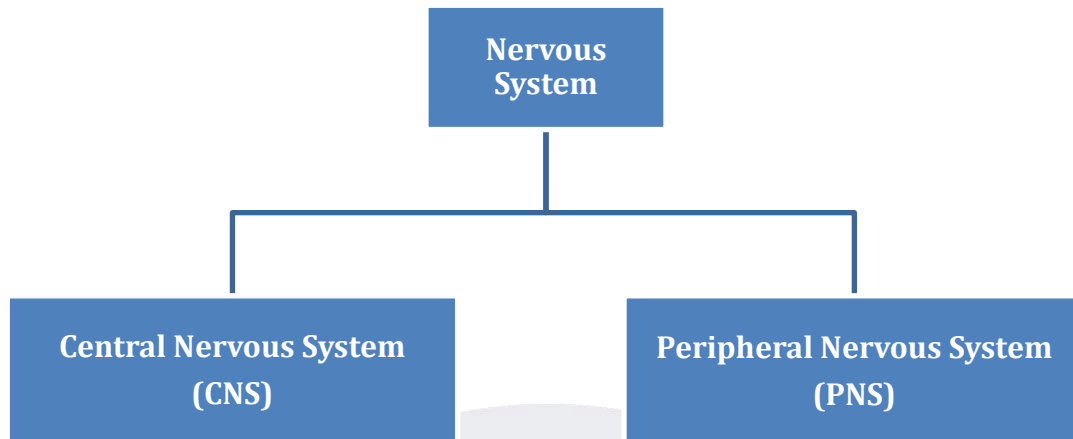 Nervous
System
Central Nervous System
(CNS)
Peripheral Nervous System
(PNS)